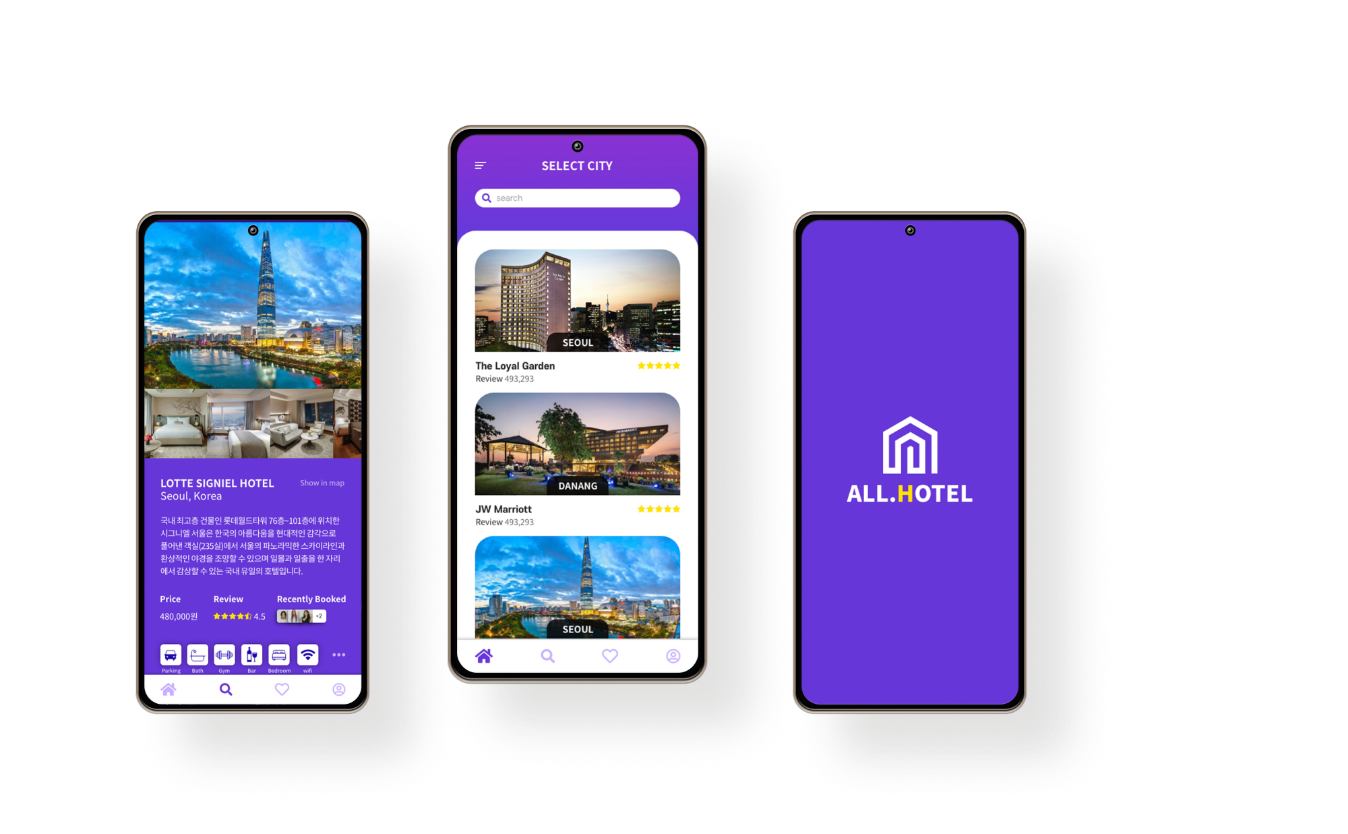 LOTTE SIGNIEL HOTEL
Show in map
Seoul, Korea
국내 최고층 건물인 롯데월드타워 76층~101층에 위치한
시그니엘 서울은 한국의 아름다움을 현대적인 감각으로
풀어낸 객실(235실)에서 서울의 파노라믹한 스카이라인과
환상적인 야경을 조망할 수 있으며 일몰과 일출을 한 자리
에서 감상할 수 있는 국내 유일의 호텔입니다.
Price Review Recently Booked
480,000원 4.5 +2
Parking Bath Gym Bar Bedroom wifi
SELECT CITY
search
SEOUL
The Loyal Garden
Review 493,293
DANANG
JW Marriott
Review 493,293
SEOUL
ALL.HOTEL